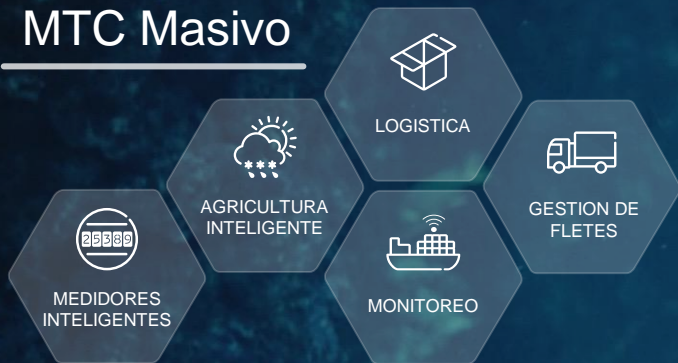 MTC Masivo
LOGISTICA
AGRICULTURA
INTELIGENTE
GESTION DE
FLETES
25389
MEDIDORES
INTELIGENTES
MONITOREO